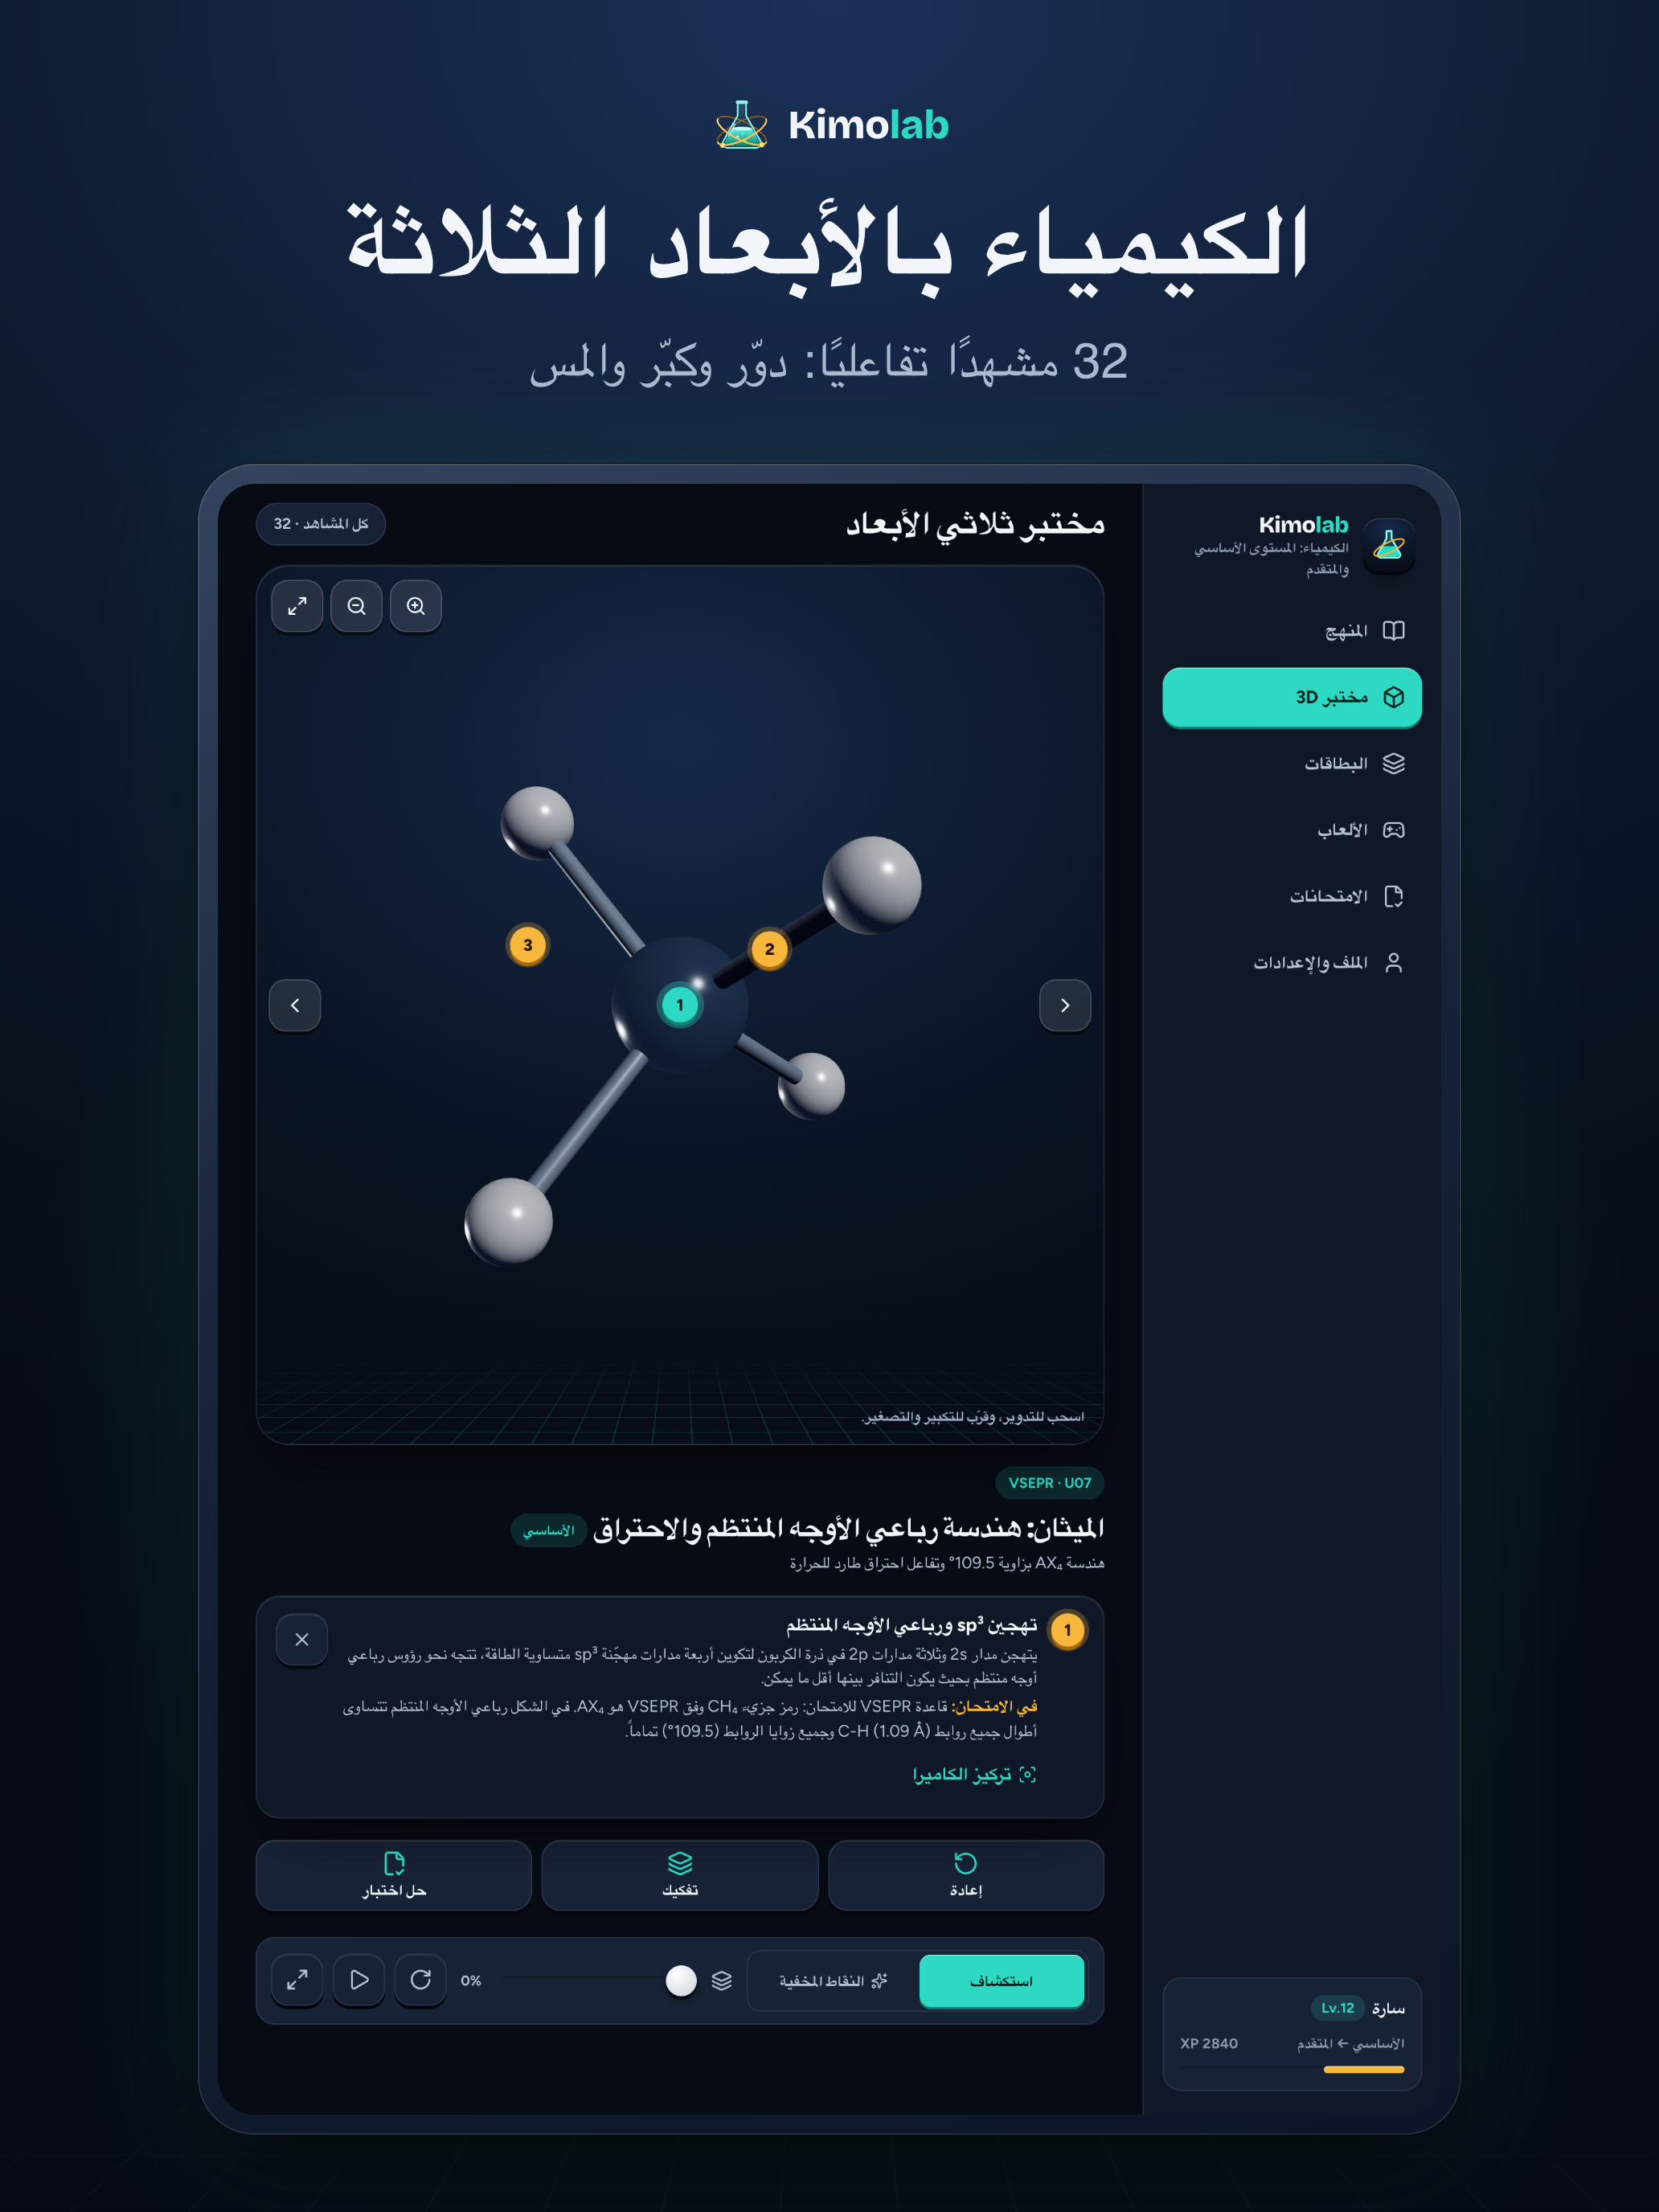 Kimolab
الكيمياء بالأبعاد الثلاثة
32 مشهدًا تفاعليًا: دوّر وكبّر والمس
Kimolab
الكيمياء: المستوى الأساسي
والمتقدم
المنهج
مختبر 3D
البطاقات
الألعاب
الامتحانات
الملف والإعدادات
سارة Lv.12
الأساسي ← المتقدم XP 2840
مختبر ثلاثي الأبعاد
كل المشاهد · 32
3
2
1
اسحب للتدوير، وقرّب للتكبير والتصغير.
VSEPR · U07
الميثان: هندسة رباعي الأوجه المنتظم والاحتراق الأساسي
هندسة AX₄ بزاوية 109.5° وتفاعل احتراق طارد للحرارة
1 تهجين sp³ ورباعي الأوجه المنتظم
يتهجن مدار 2s وثلاثة مدارات 2p في ذرة الكربون لتكوين أربعة مدارات مهجّنة sp³ متساوية الطاقة، تتجه نحو رؤوس رباعي
أوجه منتظم بحيث يكون التنافر بينها أقل ما يمكن.
في الامتحان: قاعدة VSEPR للامتحان: رمز جزيء CH₄ وفق VSEPR هو AX₄. في الشكل رباعي الأوجه المنتظم تتساوى
أطوال جميع روابط C-H (1.09 Å) وجميع زوايا الروابط (109.5°) تماماً.
تركيز الكاميرا
إعادة
تفكيك
حل اختبار
استكشاف
النقاط المخفية
0%